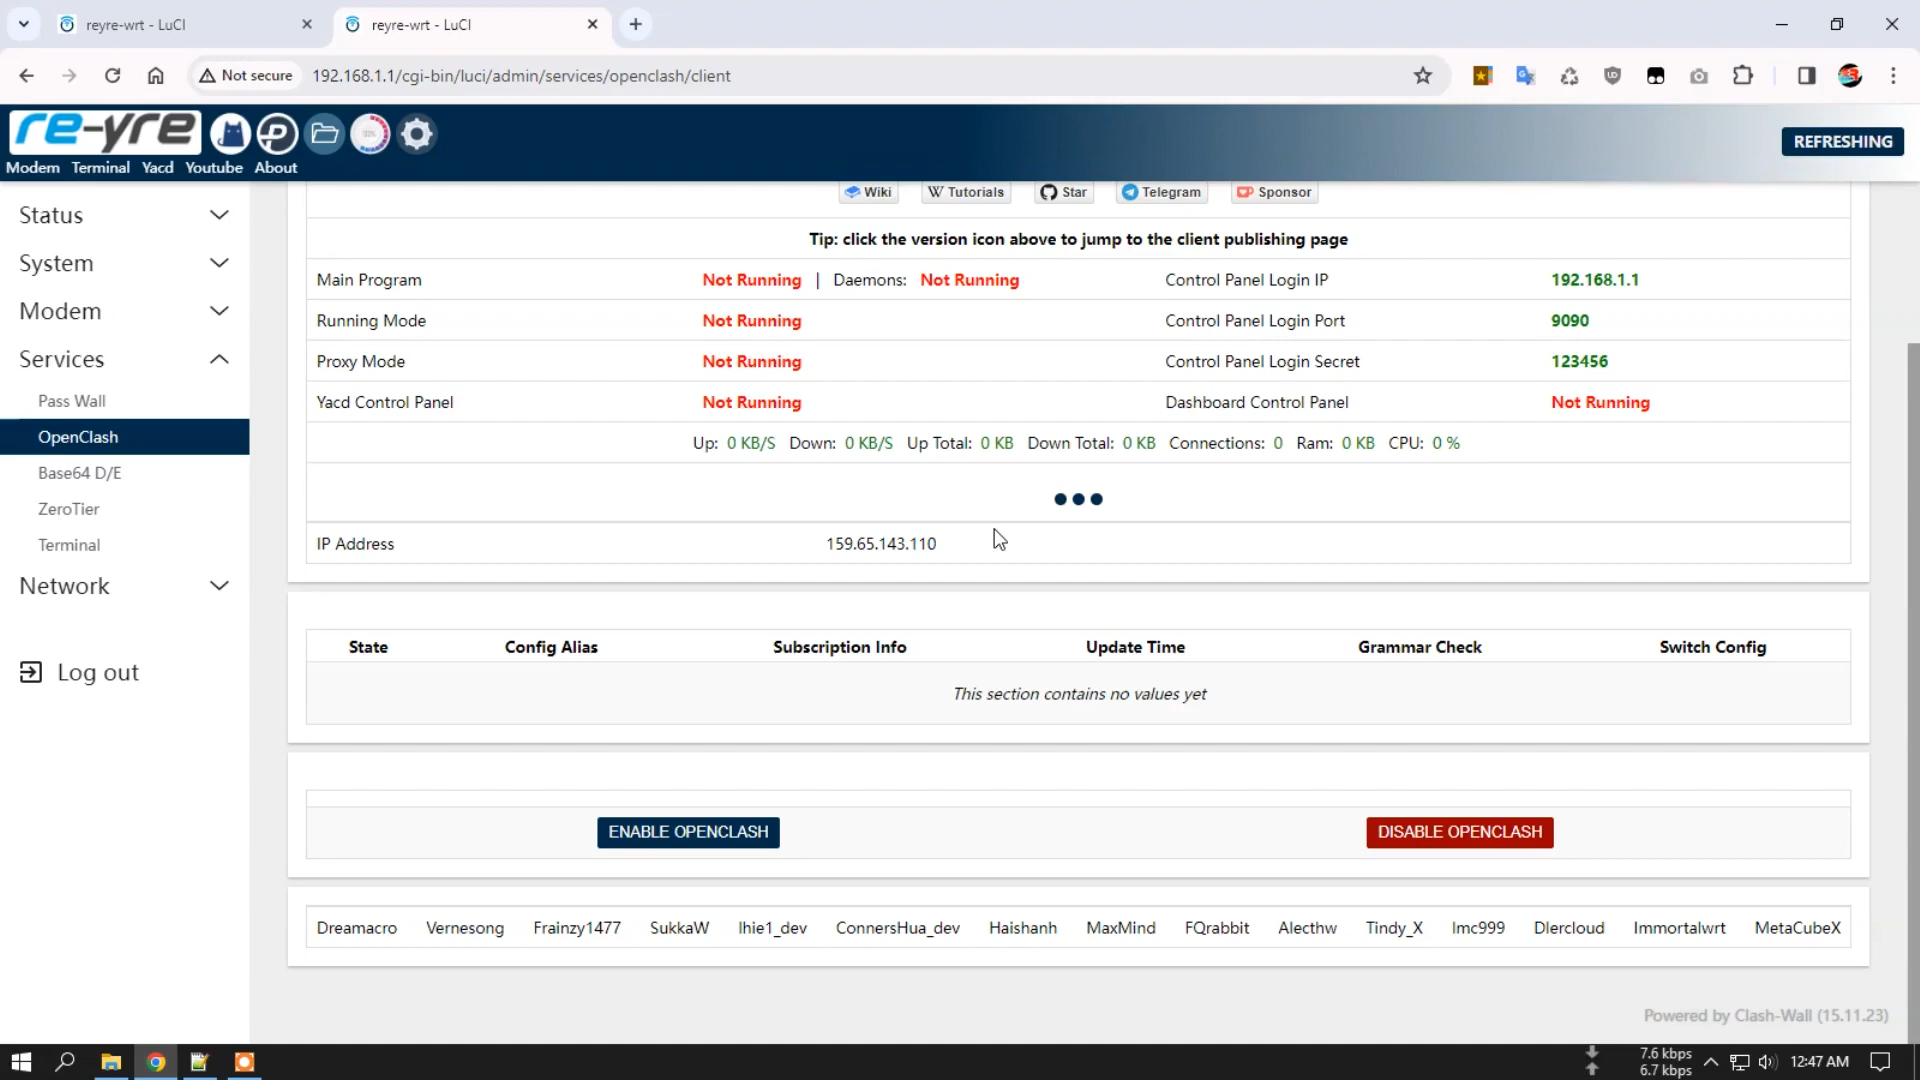 reyre-wrt - LuCI
reyre-wrt - LuCI
Not secure
192.168.1.1/cgi-bin/luci/admin/services/openclash/client
re-yre
Modem Terminal Yacd Youtube About
REFRESHING
Status
System
Modem
Services
Pass Wall
OpenClash
Base64 D/E
ZeroTier
Terminal
Network
Log out
Wiki Tutorials Star Telegram Sponsor
Tip: click the version icon above to jump to the client publishing page
Main Program Not Running | Daemons: Not Running Control Panel Login IP 192.168.1.1
Running Mode Not Running Control Panel Login Port 9090
Proxy Mode Not Running Control Panel Login Secret 123456
Yacd Control Panel Not Running Dashboard Control Panel Not Running
Up: 0 KB/S Down: 0 KB/S Up Total: 0 KB Down Total: 0 KB Connections: 0 Ram: 0 KB CPU: 0 %
IP Address 159.65.143.110
State Config Alias Subscription Info Update Time Grammar Check Switch Config
This section contains no values yet
ENABLE OPENCLASH DISABLE OPENCLASH
Dreamacro Vernesong Frainzy1477 SukkaW lhie1_dev ConnersHua_dev Haishanh MaxMind FQrabbit Alecthw Tindy_X lmc999 Dlercloud Immortalwrt MetaCubeX
Powered by Clash-Wall (15.11.23)
7.6 kbps
6.7 kbps
12:47 AM